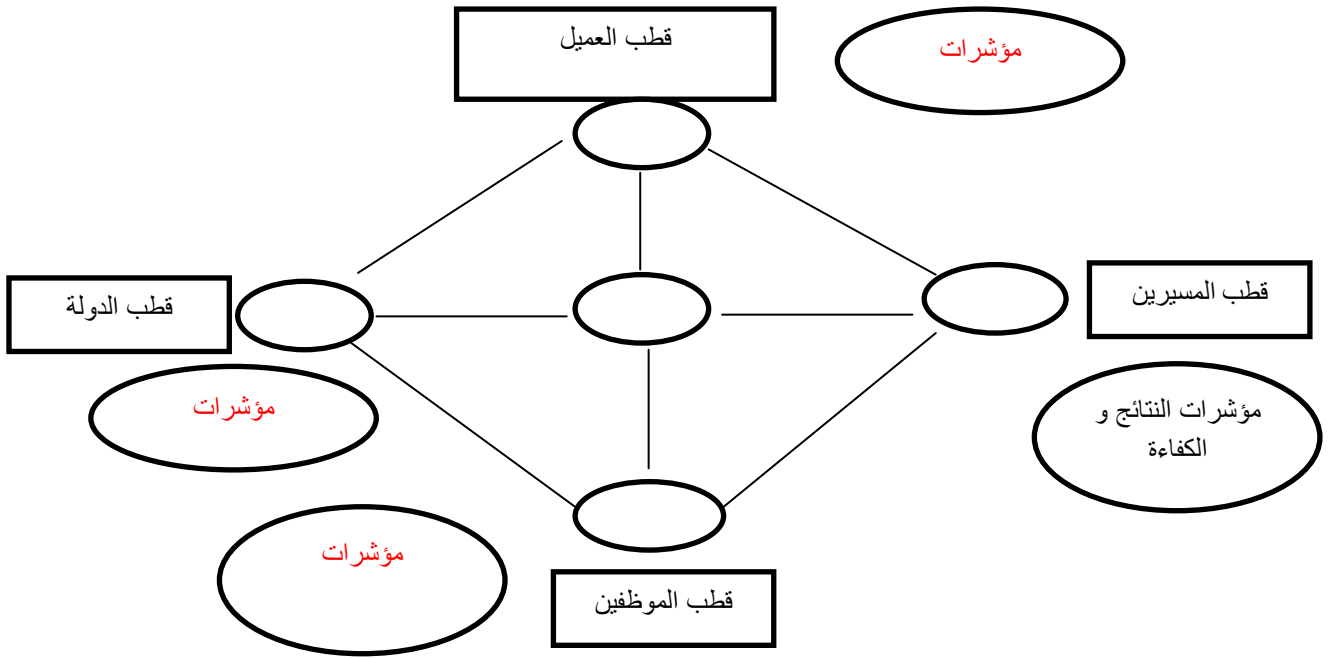 قطب العميل
مؤشرات
قطب المسيرين
قطب الدولة
مؤشرات النتائج و
الكفاءة
مؤشرات
مؤشرات
قطب الموظفين